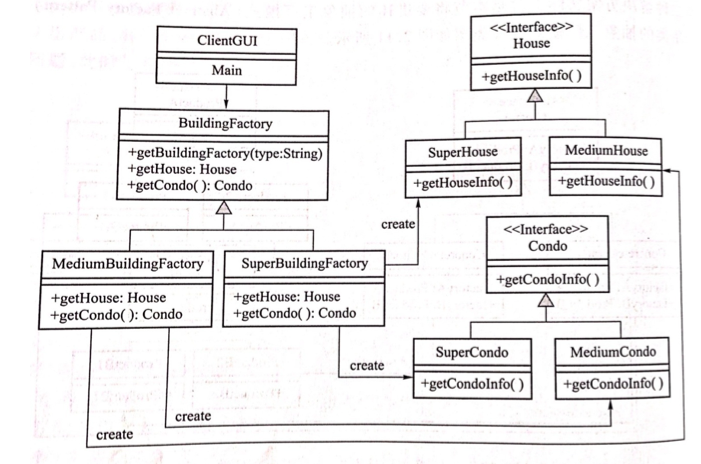 ClientGUI
Main
BuildingFactory
+getBuildingFactory(type:String)
+getHouse: House
+getCondo( ): Condo
MediumBuildingFactory
+getHouse: House
+getCondo( ): Condo
SuperBuildingFactory
+getHouse: House
+getCondo( ): Condo
<<Interface>>
House
+getHouseInfo( )
SuperHouse
+getHouseInfo( )
MediumHouse
+getHouseInfo( )
create
<<Interface>>
Condo
+getCondoInfo( )
SuperCondo
+getCondoInfo( )
MediumCondo
+getCondoInfo( )
create
create
create